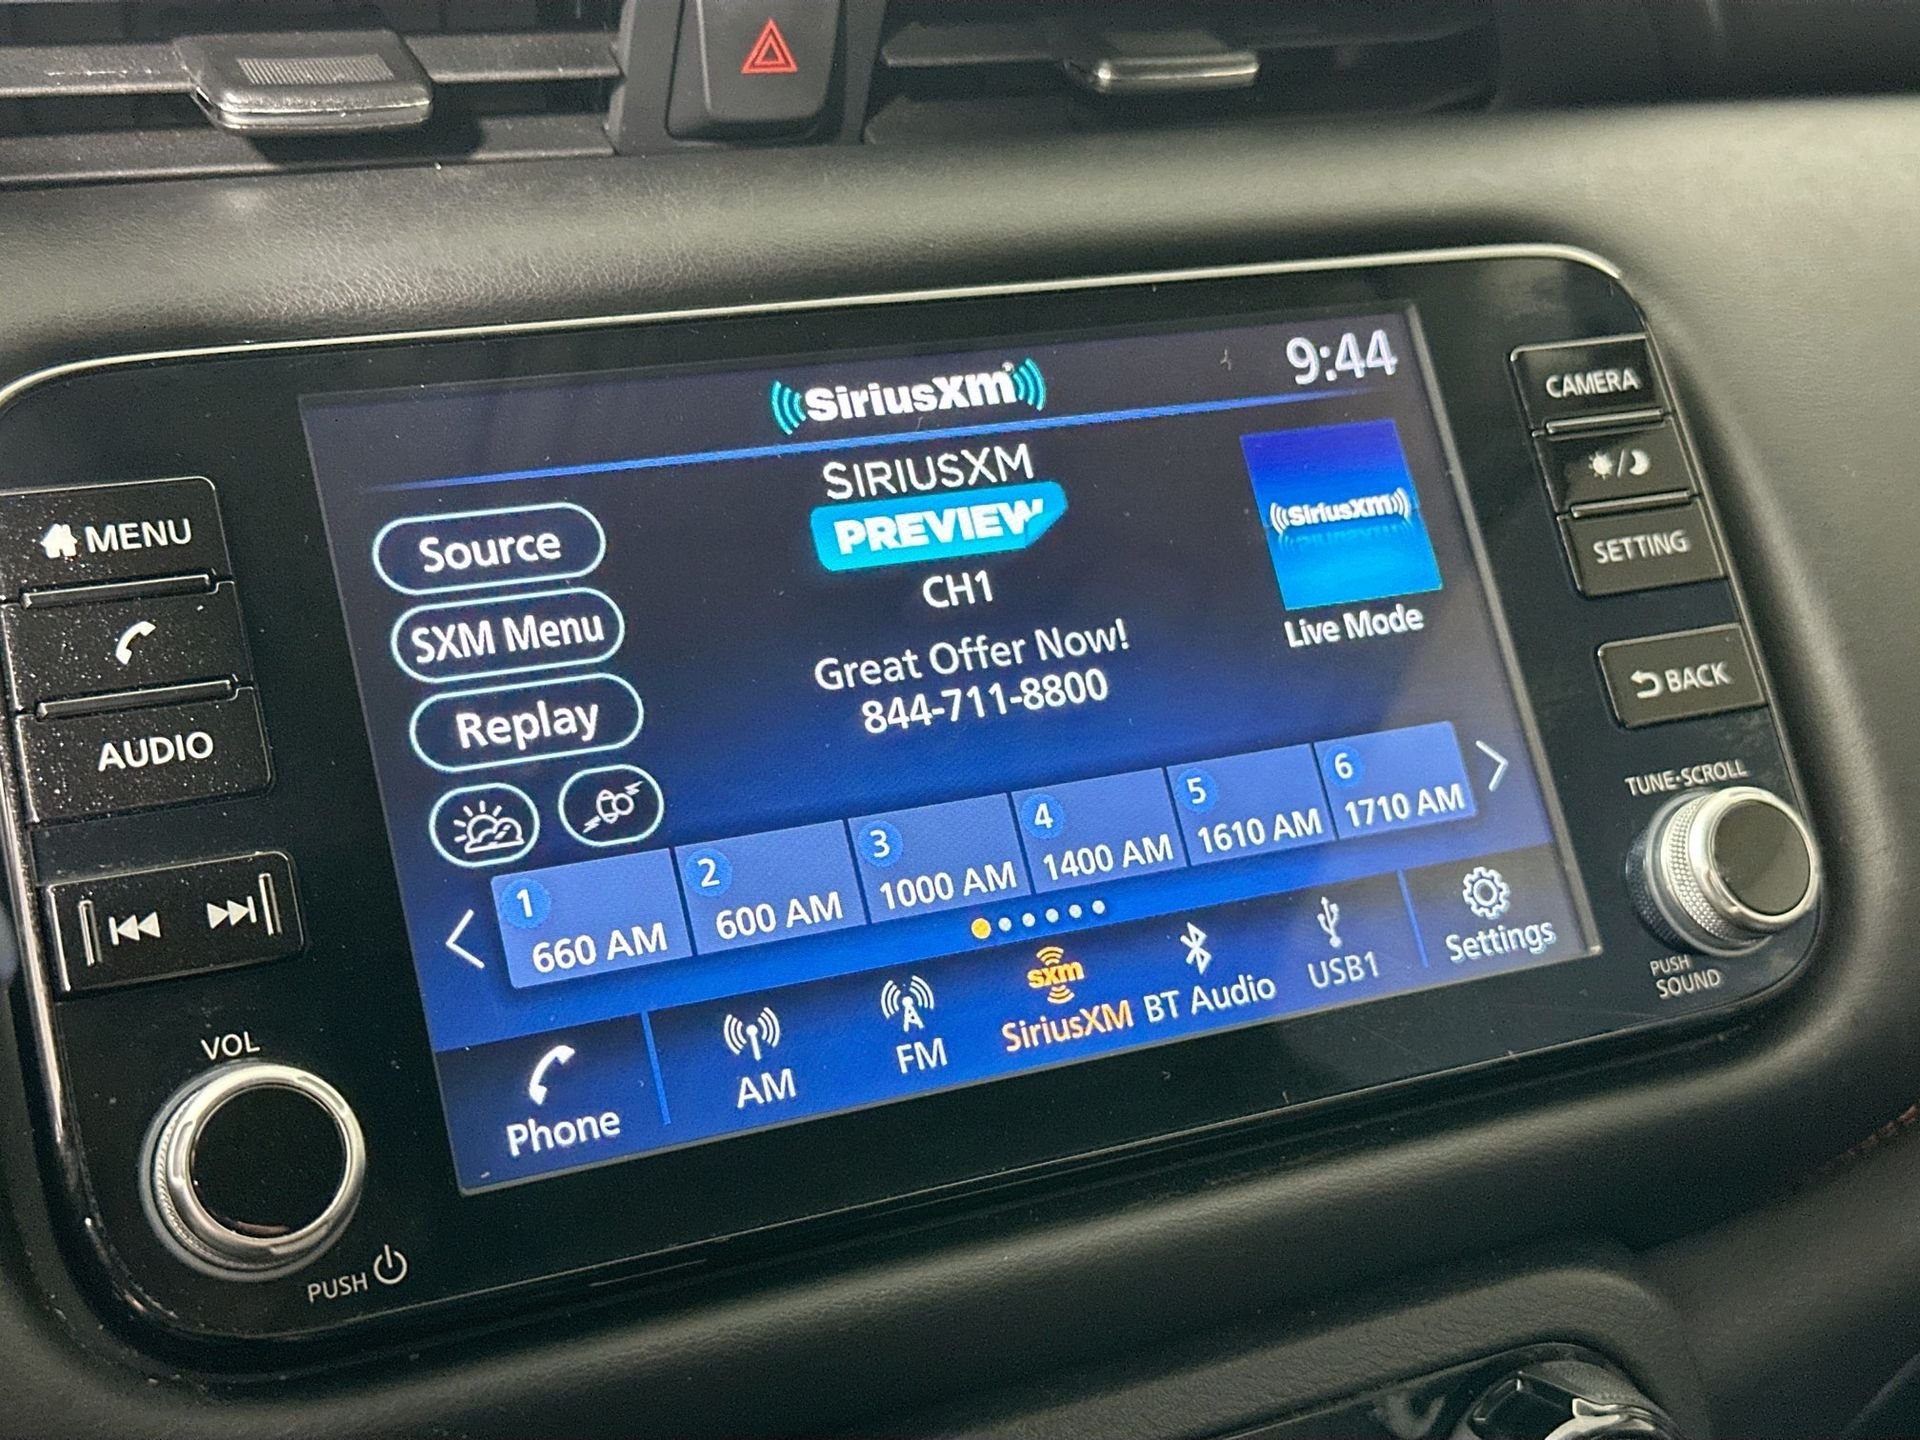 SiriusXm
9:44
SIRIUSXM
PREVIEW
CH1
Great Offer Now!
844-711-8800
((SiriusXM))
Live Mode
Source
SXM Menu
Replay
1
660 AM
2
600 AM
3
1000 AM
4
1400 AM
5
1610 AM
6
1710 AM
Phone
AM
FM
sxm
SiriusXM
BT Audio
USB1
Settings
MENU
AUDIO
VOL
PUSH
CAMERA
SETTING
BACK
TUNE·SCROLL
PUSH
SOUND